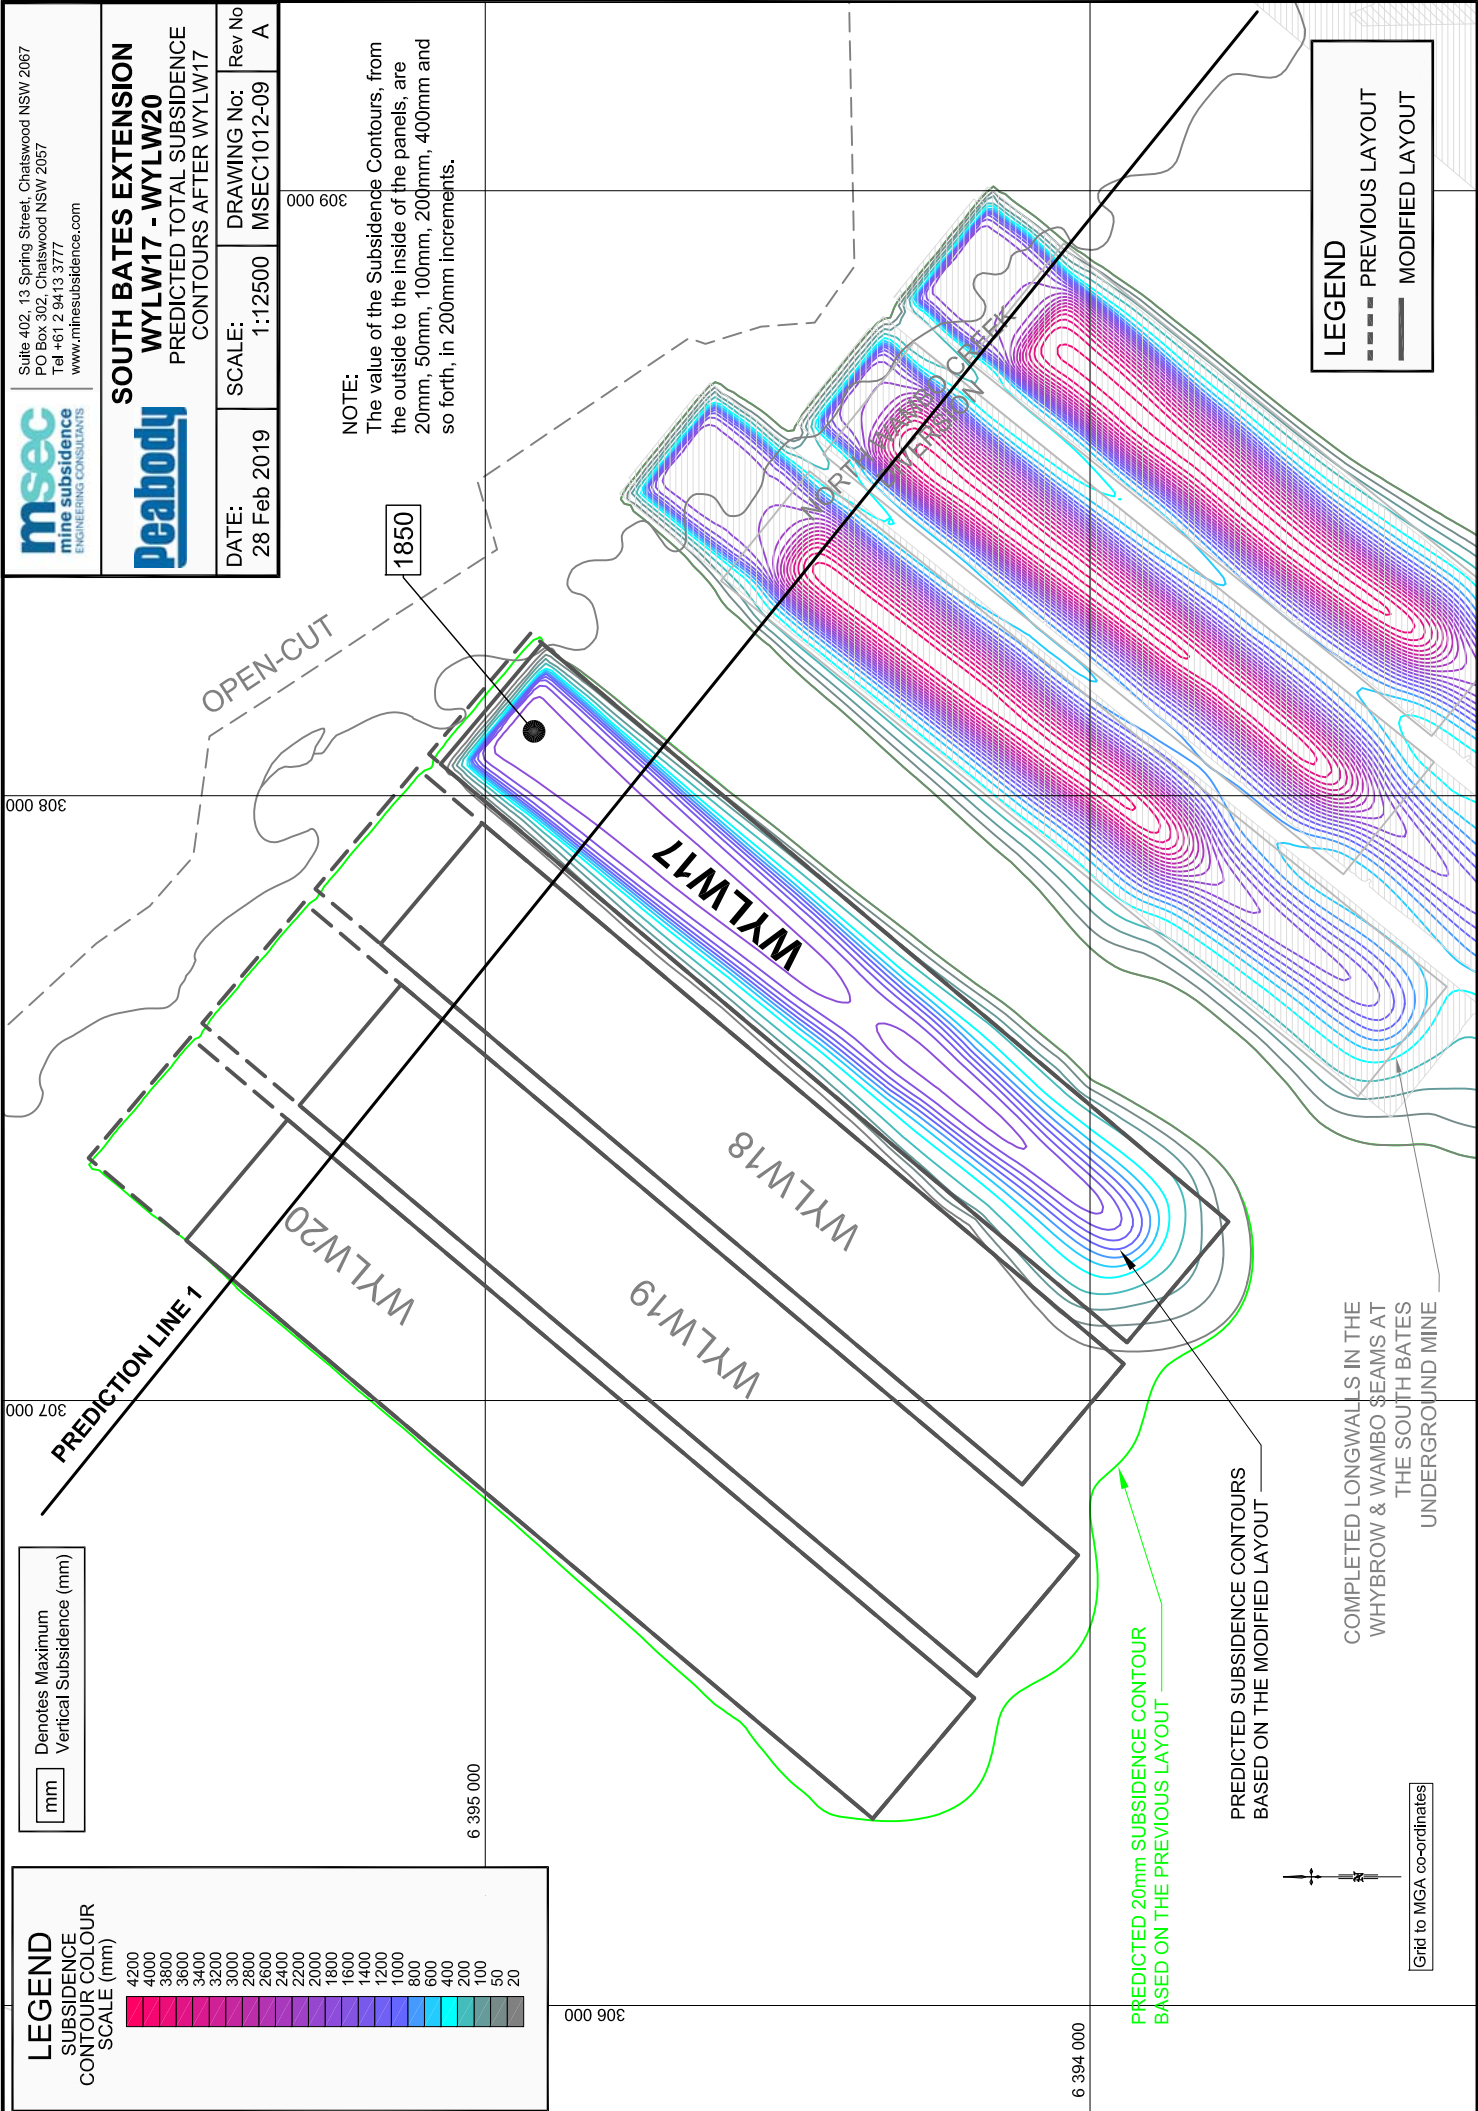 msec
mine subsidence
ENGINEERING CONSULTANTS
Suite 402, 13 Spring Street, Chatswood NSW 2067
PO Box 302, Chatswood NSW 2057
Tel +61 2 9413 3777
www.minesubsidence.com
Peabody
SOUTH BATES EXTENSION
WYLW17 - WYLW20
PREDICTED TOTAL SUBSIDENCE
CONTOURS AFTER WYLW17
DATE:
28 Feb 2019
SCALE:
1:12500
DRAWING No:
MSEC1012-09
Rev No
A
NOTE:
The value of the Subsidence Contours, from
the outside to the inside of the panels, are
20mm, 50mm, 100mm, 200mm, 400mm and
so forth, in 200mm increments.
mm
Denotes Maximum
Vertical Subsidence (mm)
LEGEND
SUBSIDENCE
CONTOUR COLOUR
SCALE (mm)
4200
4000
3800
3600
3400
3200
3000
2800
2600
2400
2200
2000
1800
1600
1400
1200
1000
800
600
400
200
100
50
20
306 000
307 000
308 000
309 000
6 395 000
6 394 000
OPEN-CUT
1850
PREDICTION LINE 1
WYLW17
WYLW18
WYLW19
WYLW20
NORTH WAMBO CREEK
DIVERSION
PREDICTED 20mm SUBSIDENCE CONTOUR
BASED ON THE PREVIOUS LAYOUT
PREDICTED SUBSIDENCE CONTOURS
BASED ON THE MODIFIED LAYOUT
COMPLETED LONGWALLS IN THE
WHYBROW & WAMBO SEAMS AT
THE SOUTH BATES
UNDERGROUND MINE
LEGEND
PREVIOUS LAYOUT
MODIFIED LAYOUT
N
Grid to MGA co-ordinates